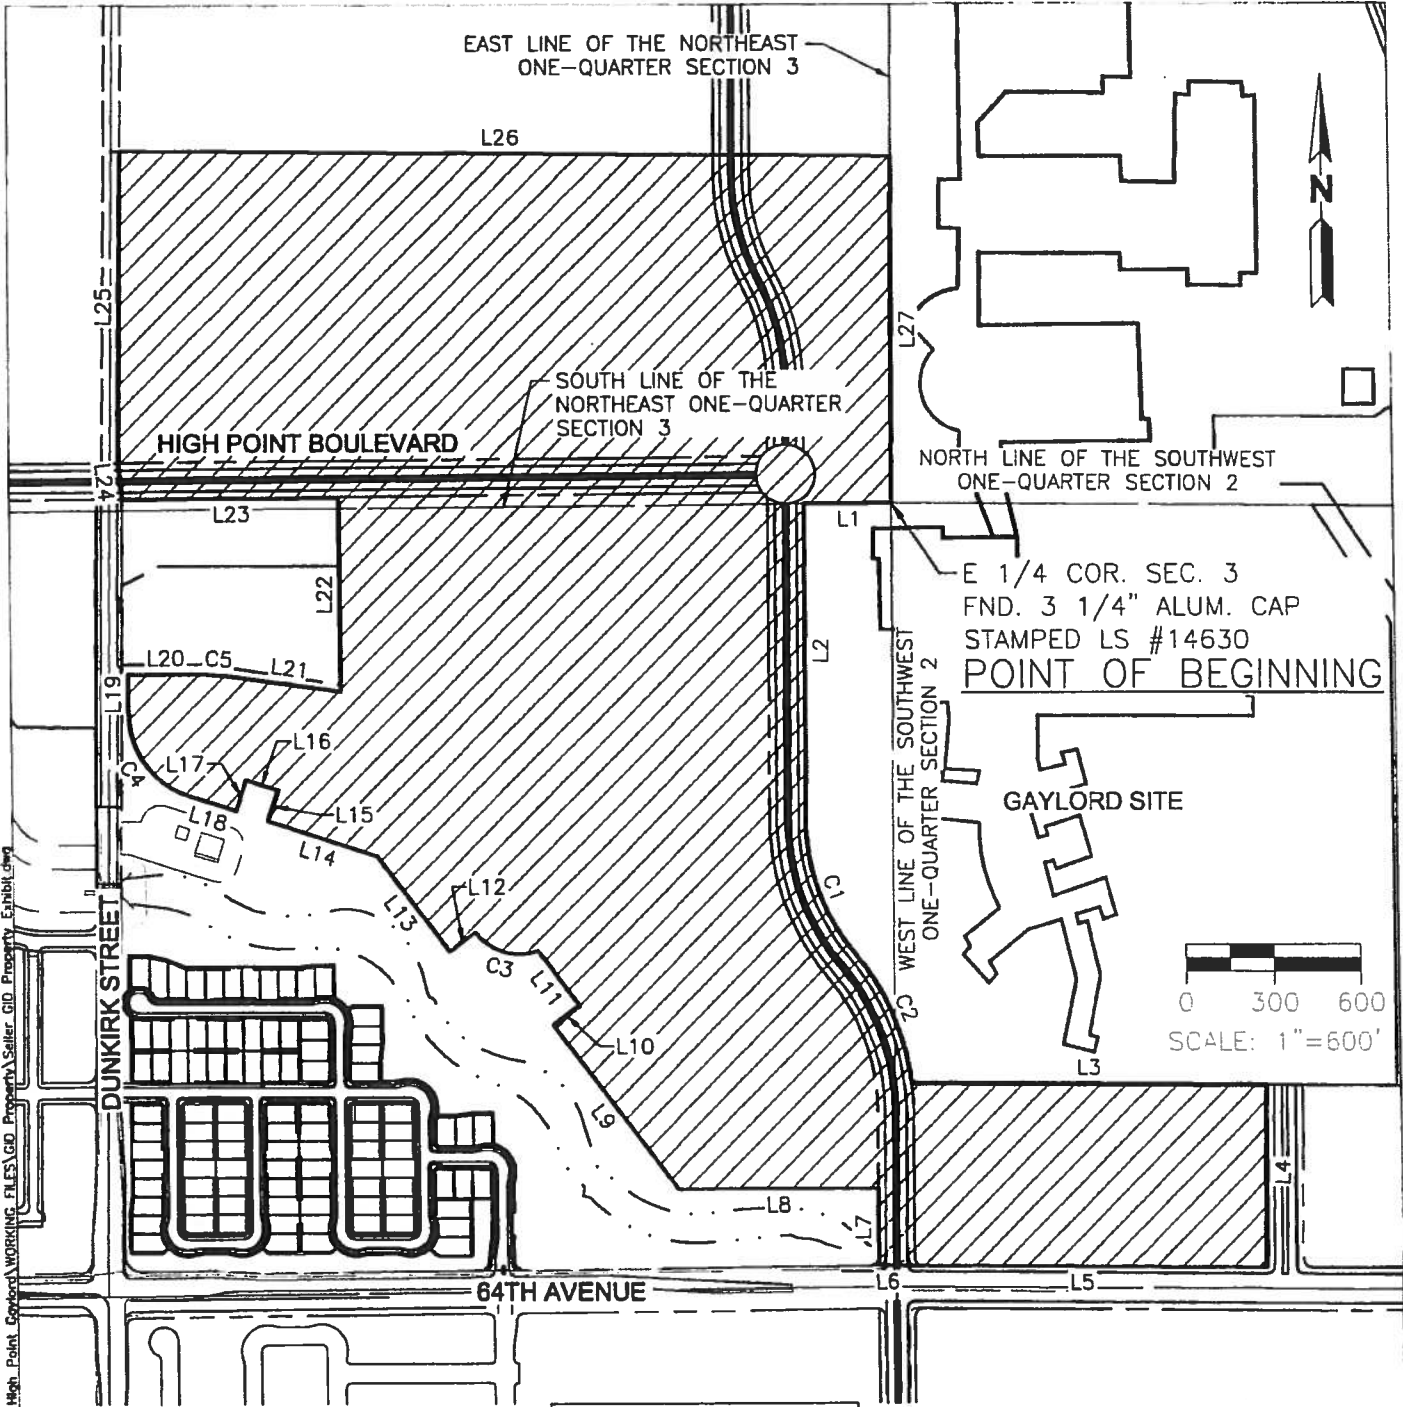 EAST LINE OF THE NORTHEAST
ONE-QUARTER SECTION 3
L26
N
L25
L27
SOUTH LINE OF THE
NORTHEAST ONE-QUARTER
SECTION 3
HIGH POINT BOULEVARD
NORTH LINE OF THE SOUTHWEST
ONE-QUARTER SECTION 2
L24
L23
L1
E 1/4 COR. SEC. 3
FND. 3 1/4" ALUM. CAP
STAMPED LS #14630
POINT OF BEGINNING
L22
L2
WEST LINE OF THE SOUTHWEST
ONE-QUARTER SECTION 2
L20
C5
L21
L19
L16
L17
C4
L15
L18
L14
GAYLORD SITE
L12
L13
C1
C3
L11
C2
L10
0 300 600
SCALE: 1"=600'
L3
DUNKIRK STREET
L9
L4
L8
L7
L6
L5
64TH AVENUE
High Point Gaylord\WORKING FILES\GID Property\Seller GID Property Exhibit.dwg